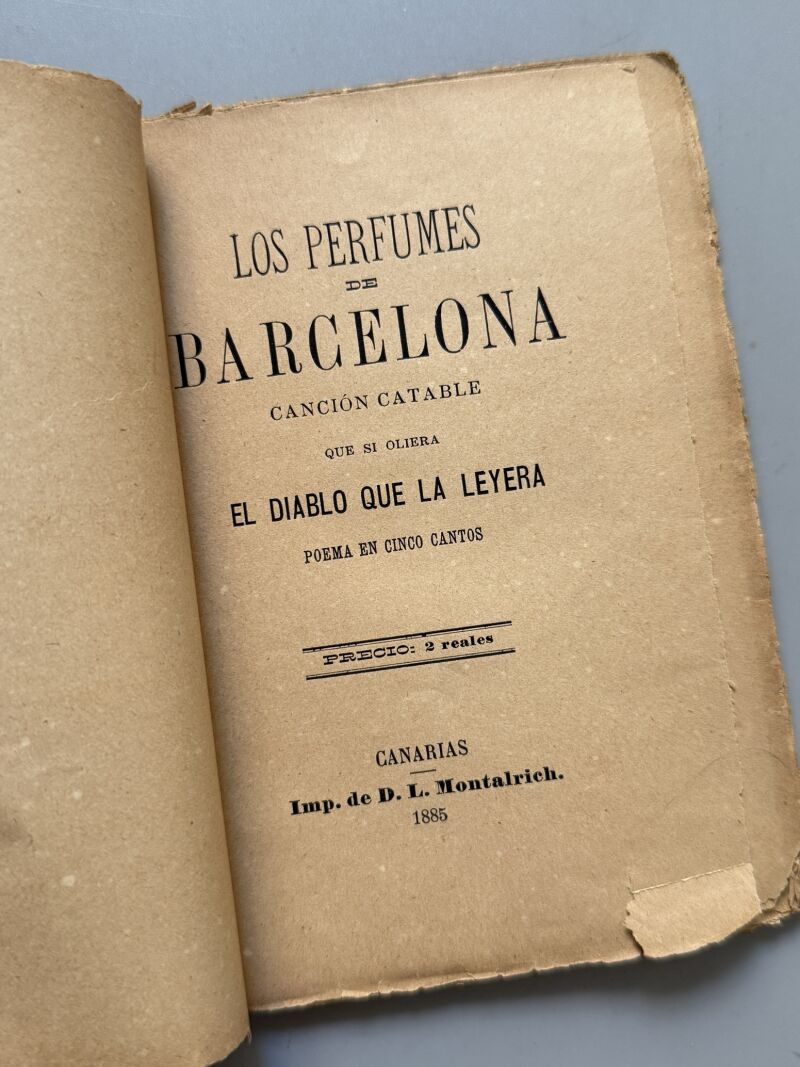 LOS PERFUMES
DE
BARCELONA
CANCIÓN CATABLE
QUE SI OLIERA
EL DIABLO QUE LA LEYERA
POEMA EN CINCO CANTOS
PRECIO: 2 reales
CANARIAS
Imp. de D. L. Montalrich.
1885